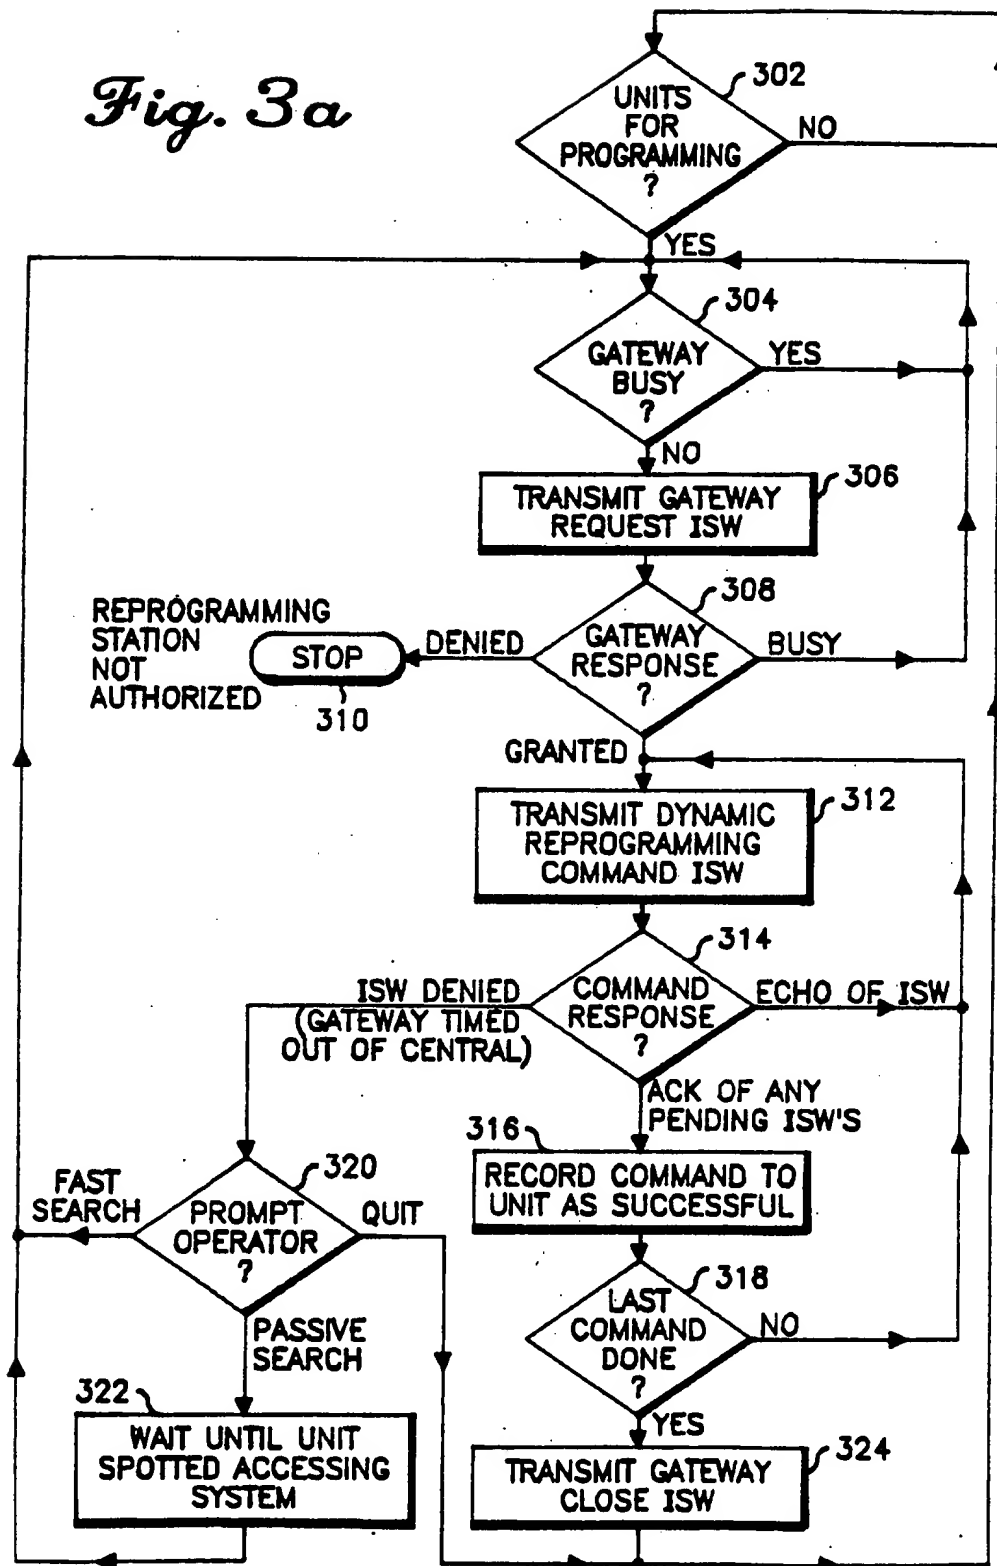 Fig. 3a
302
UNITS
FOR
PROGRAMMING
?
NO
YES
304
GATEWAY
BUSY
?
YES
NO
306
TRANSMIT GATEWAY
REQUEST ISW
308
GATEWAY
RESPONSE
?
DENIED
BUSY
REPROGRAMMING
STATION
NOT
AUTHORIZED
STOP
310
GRANTED
312
TRANSMIT DYNAMIC
REPROGRAMMING
COMMAND ISW
314
COMMAND
RESPONSE
?
ECHO OF ISW
ISW DENIED
(GATEWAY TIMED
OUT OF CENTRAL)
ACK OF ANY
PENDING ISW'S
316
RECORD COMMAND TO
UNIT AS SUCCESSFUL
320
PROMPT
OPERATOR
?
FAST
SEARCH
QUIT
PASSIVE
SEARCH
318
LAST
COMMAND
DONE
?
NO
YES
322
WAIT UNTIL UNIT
SPOTTED ACCESSING
SYSTEM
324
TRANSMIT GATEWAY
CLOSE ISW